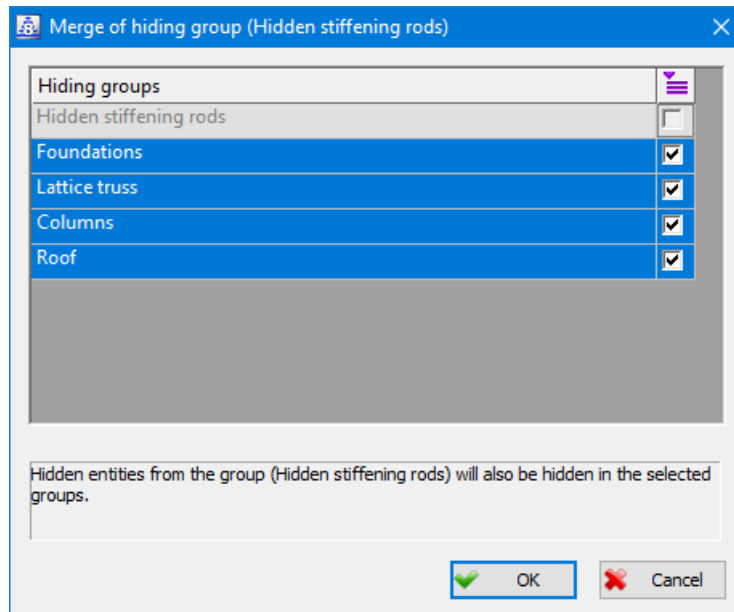 Merge of hiding group (Hidden stiffening rods)
Hiding groups
Hidden stiffening rods
Foundations
Lattice truss
Columns
Roof
Hidden entities from the group (Hidden stiffening rods) will also be hidden in the selected
groups.
OK
Cancel